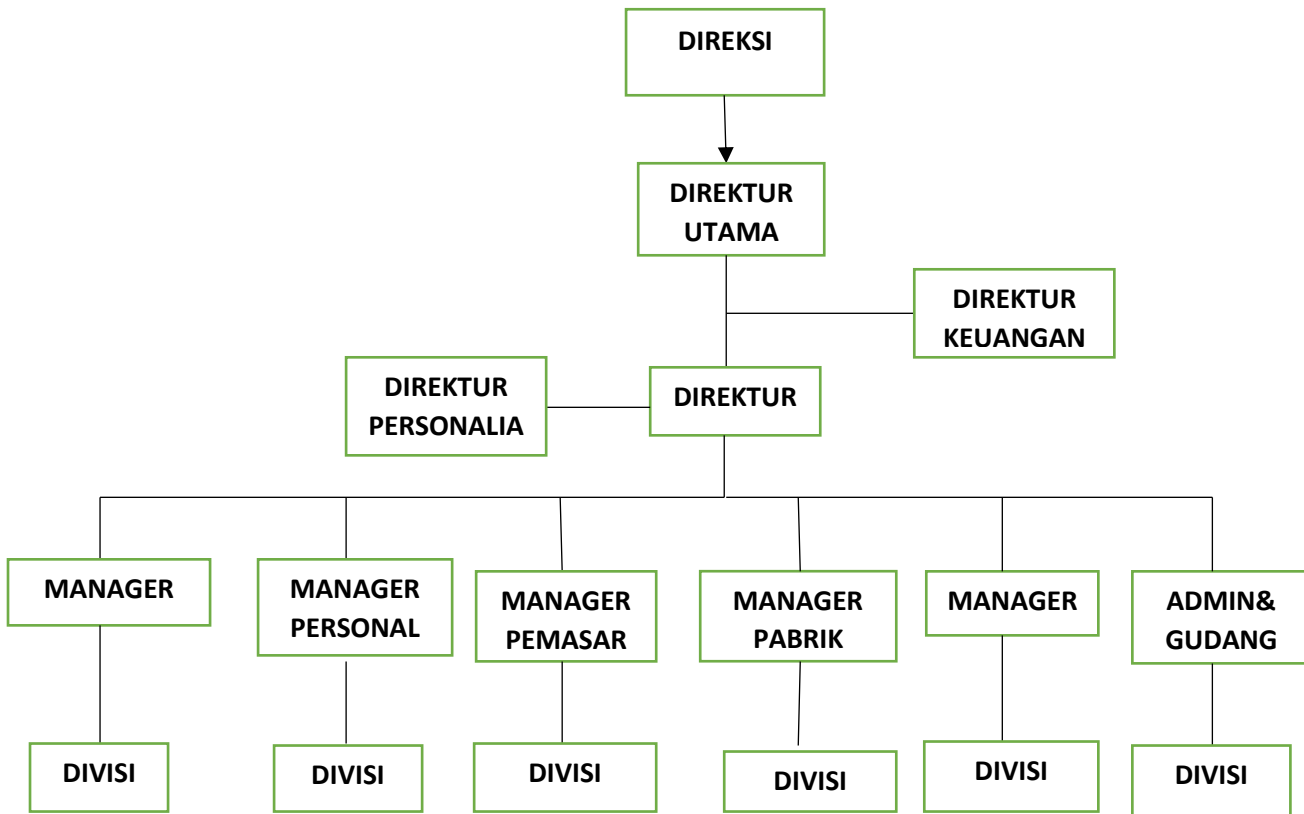 DIREKSI
DIREKTUR
UTAMA
DIREKTUR
KEUANGAN
DIREKTUR
PERSONALIA
DIREKTUR
MANAGER
MANAGER
PERSONAL
MANAGER
PEMASAR
MANAGER
PABRIK
MANAGER
ADMIN&
GUDANG
DIVISI
DIVISI
DIVISI
DIVISI
DIVISI
DIVISI